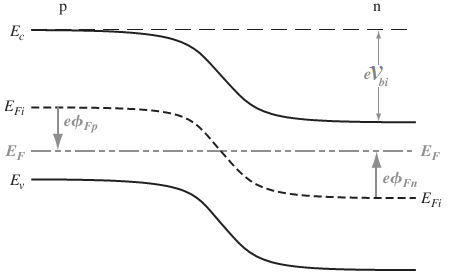 p n
E_c
eV_bi
E_Fi
eϕ_Fp
E_F E_F
eϕ_Fn
E_v
E_Fi